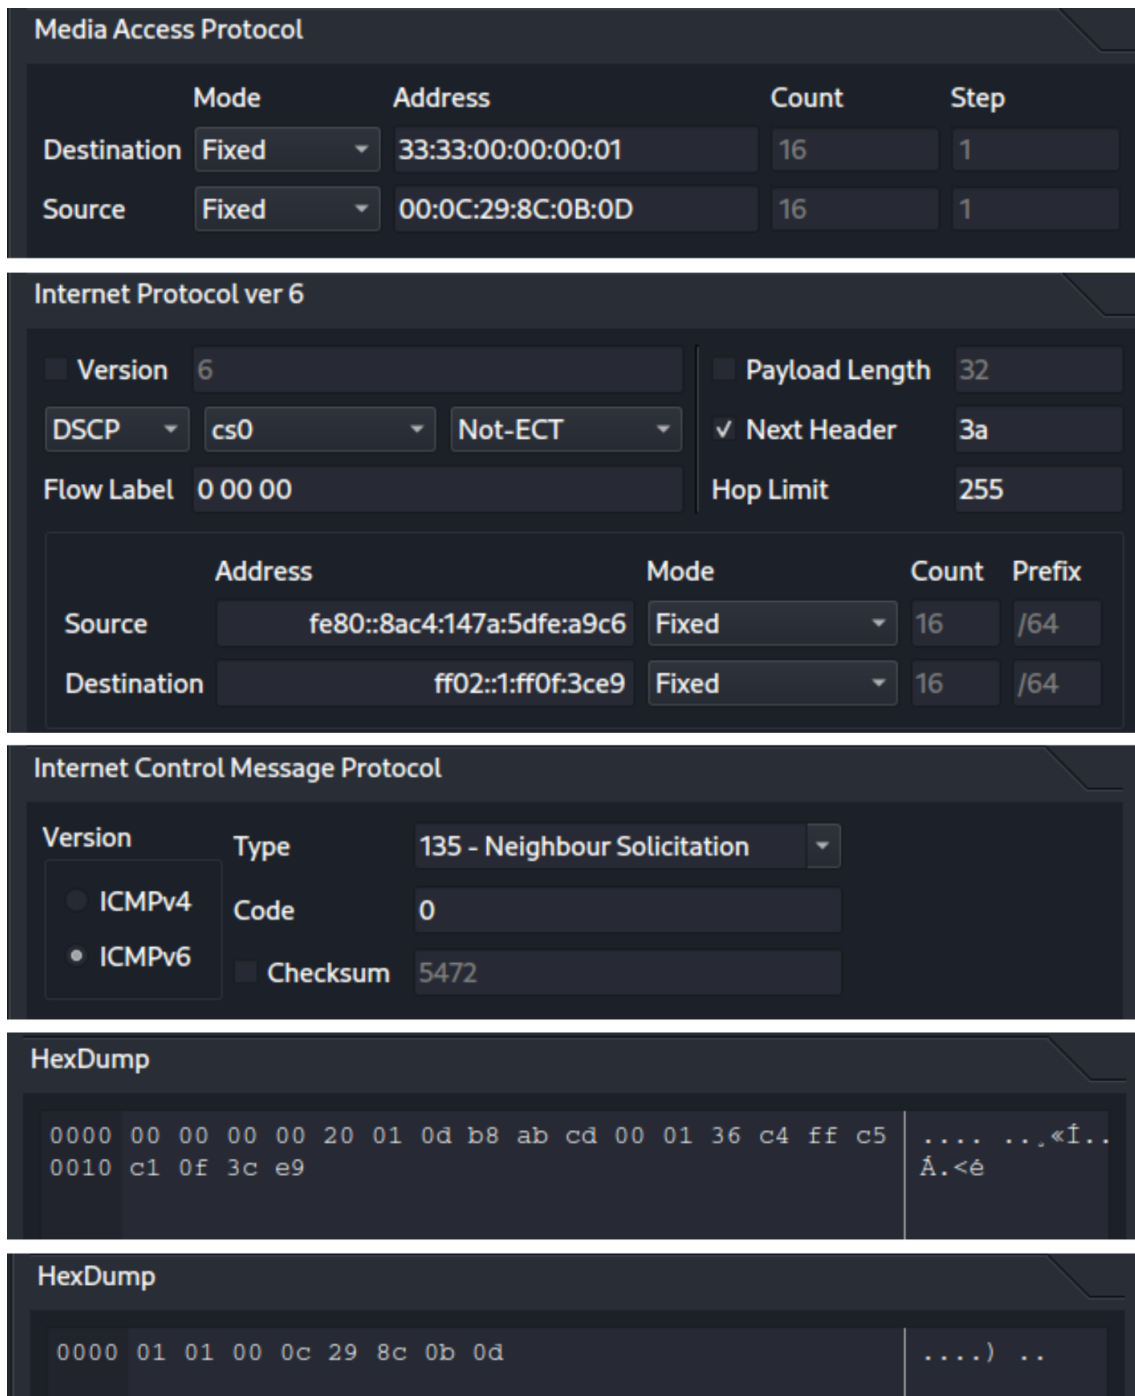 Media Access Protocol
Mode Address Count Step
Destination Fixed 33:33:00:00:00:01 16 1
Source Fixed 00:0C:29:8C:0B:0D 16 1
Internet Protocol ver 6
Version 6 Payload Length 32
DSCP cs0 Not-ECT Next Header 3a
Flow Label 0 00 00 Hop Limit 255
Address Mode Count Prefix
Source fe80::8ac4:147a:5dfe:a9c6 Fixed 16 /64
Destination ff02::1:ff0f:3ce9 Fixed 16 /64
Internet Control Message Protocol
Version
Type 135 - Neighbour Solicitation
ICMPv4
Code 0
ICMPv6
Checksum 5472
HexDump
0000 00 00 00 00 20 01 0d b8 ab cd 00 01 36 c4 ff c5 .... ..¸«Í..
0010 c1 0f 3c e9 Á.<é
HexDump
0000 01 01 00 0c 29 8c 0b 0d ....) ..